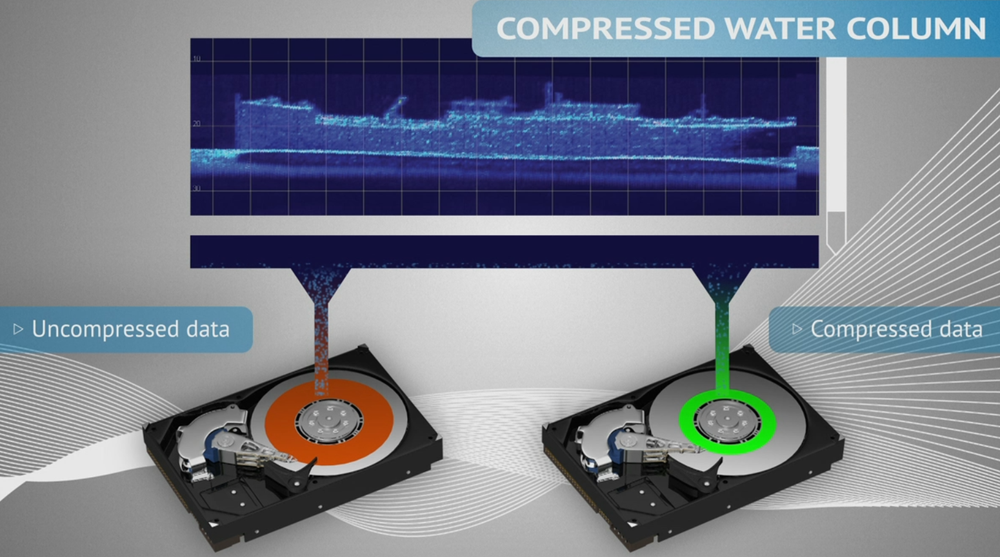 COMPRESSED WATER COLUMN
10
20
30
▷ Uncompressed data
▷ Compressed data